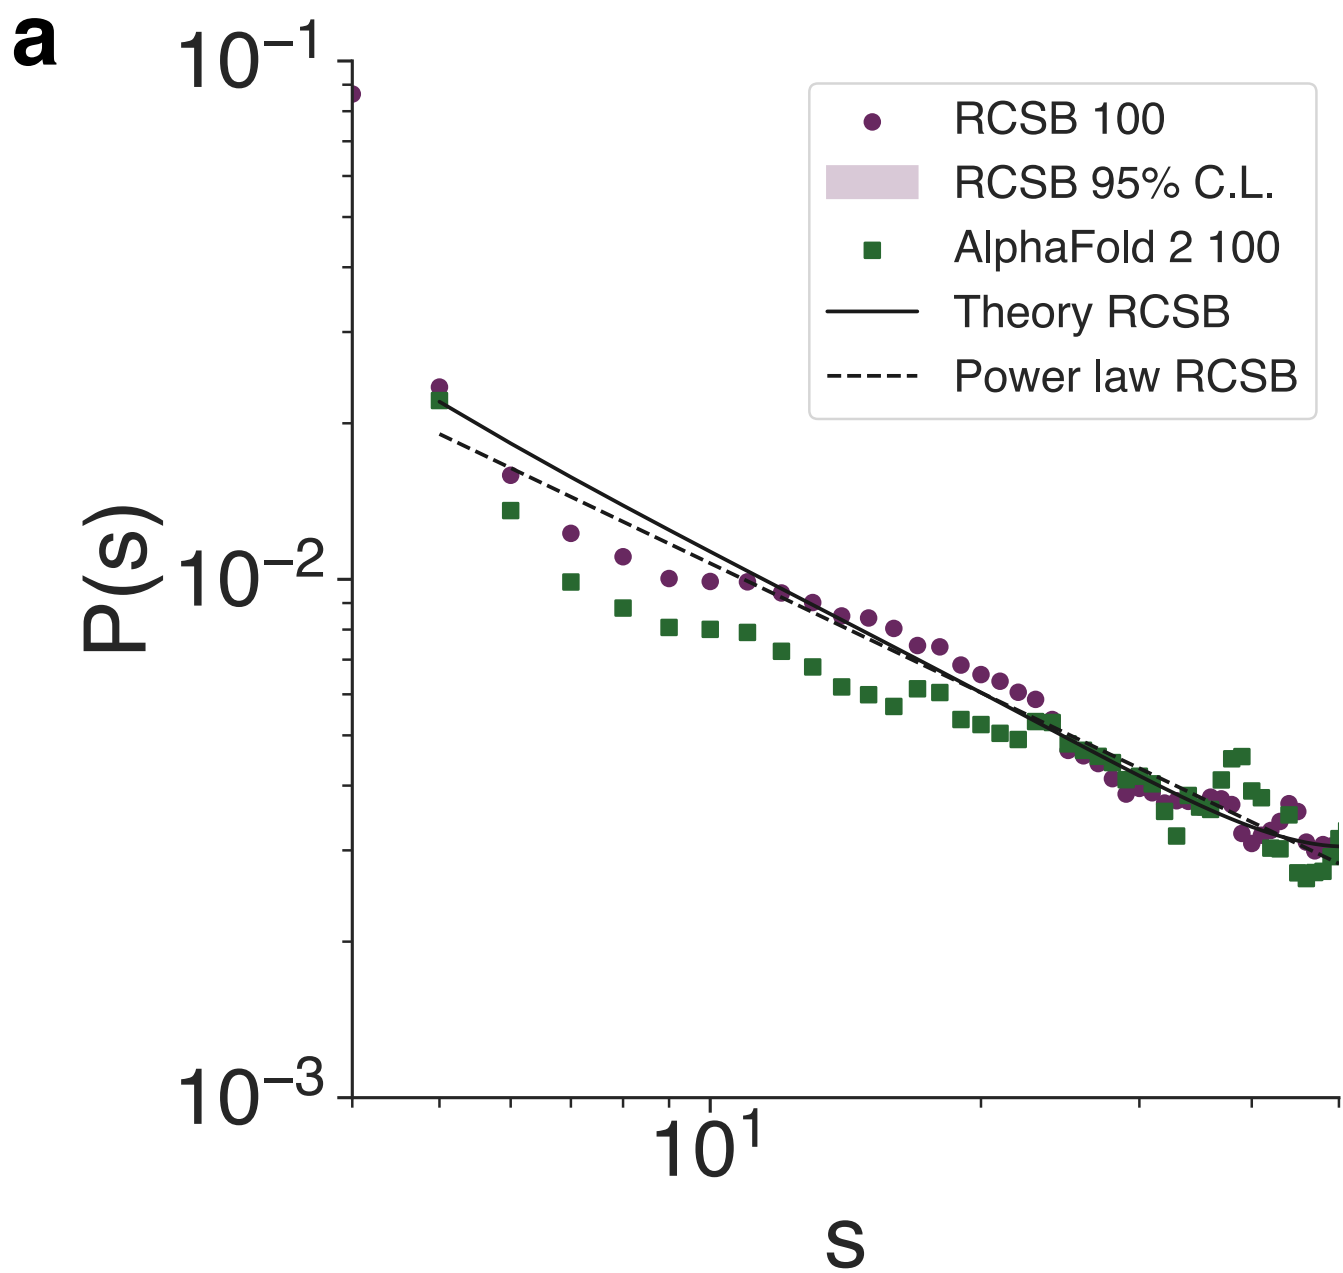 a
10⁻¹
RCSB 100
RCSB 95% C.L.
AlphaFold 2 100
Theory RCSB
Power law RCSB
P(s)
10⁻²
10⁻³
10¹
s